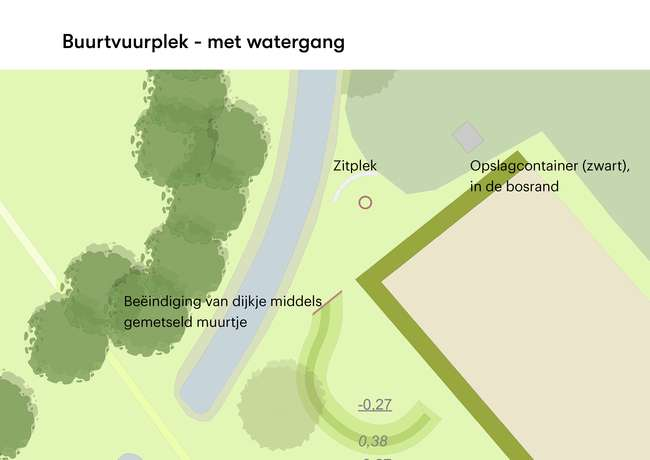 Buurtvuurplek - met watergang
Zitplek
Opslagcontainer (zwart),
in de bosrand
Beëindiging van dijkje middels
gemetseld muurtje
-0,27
0,38